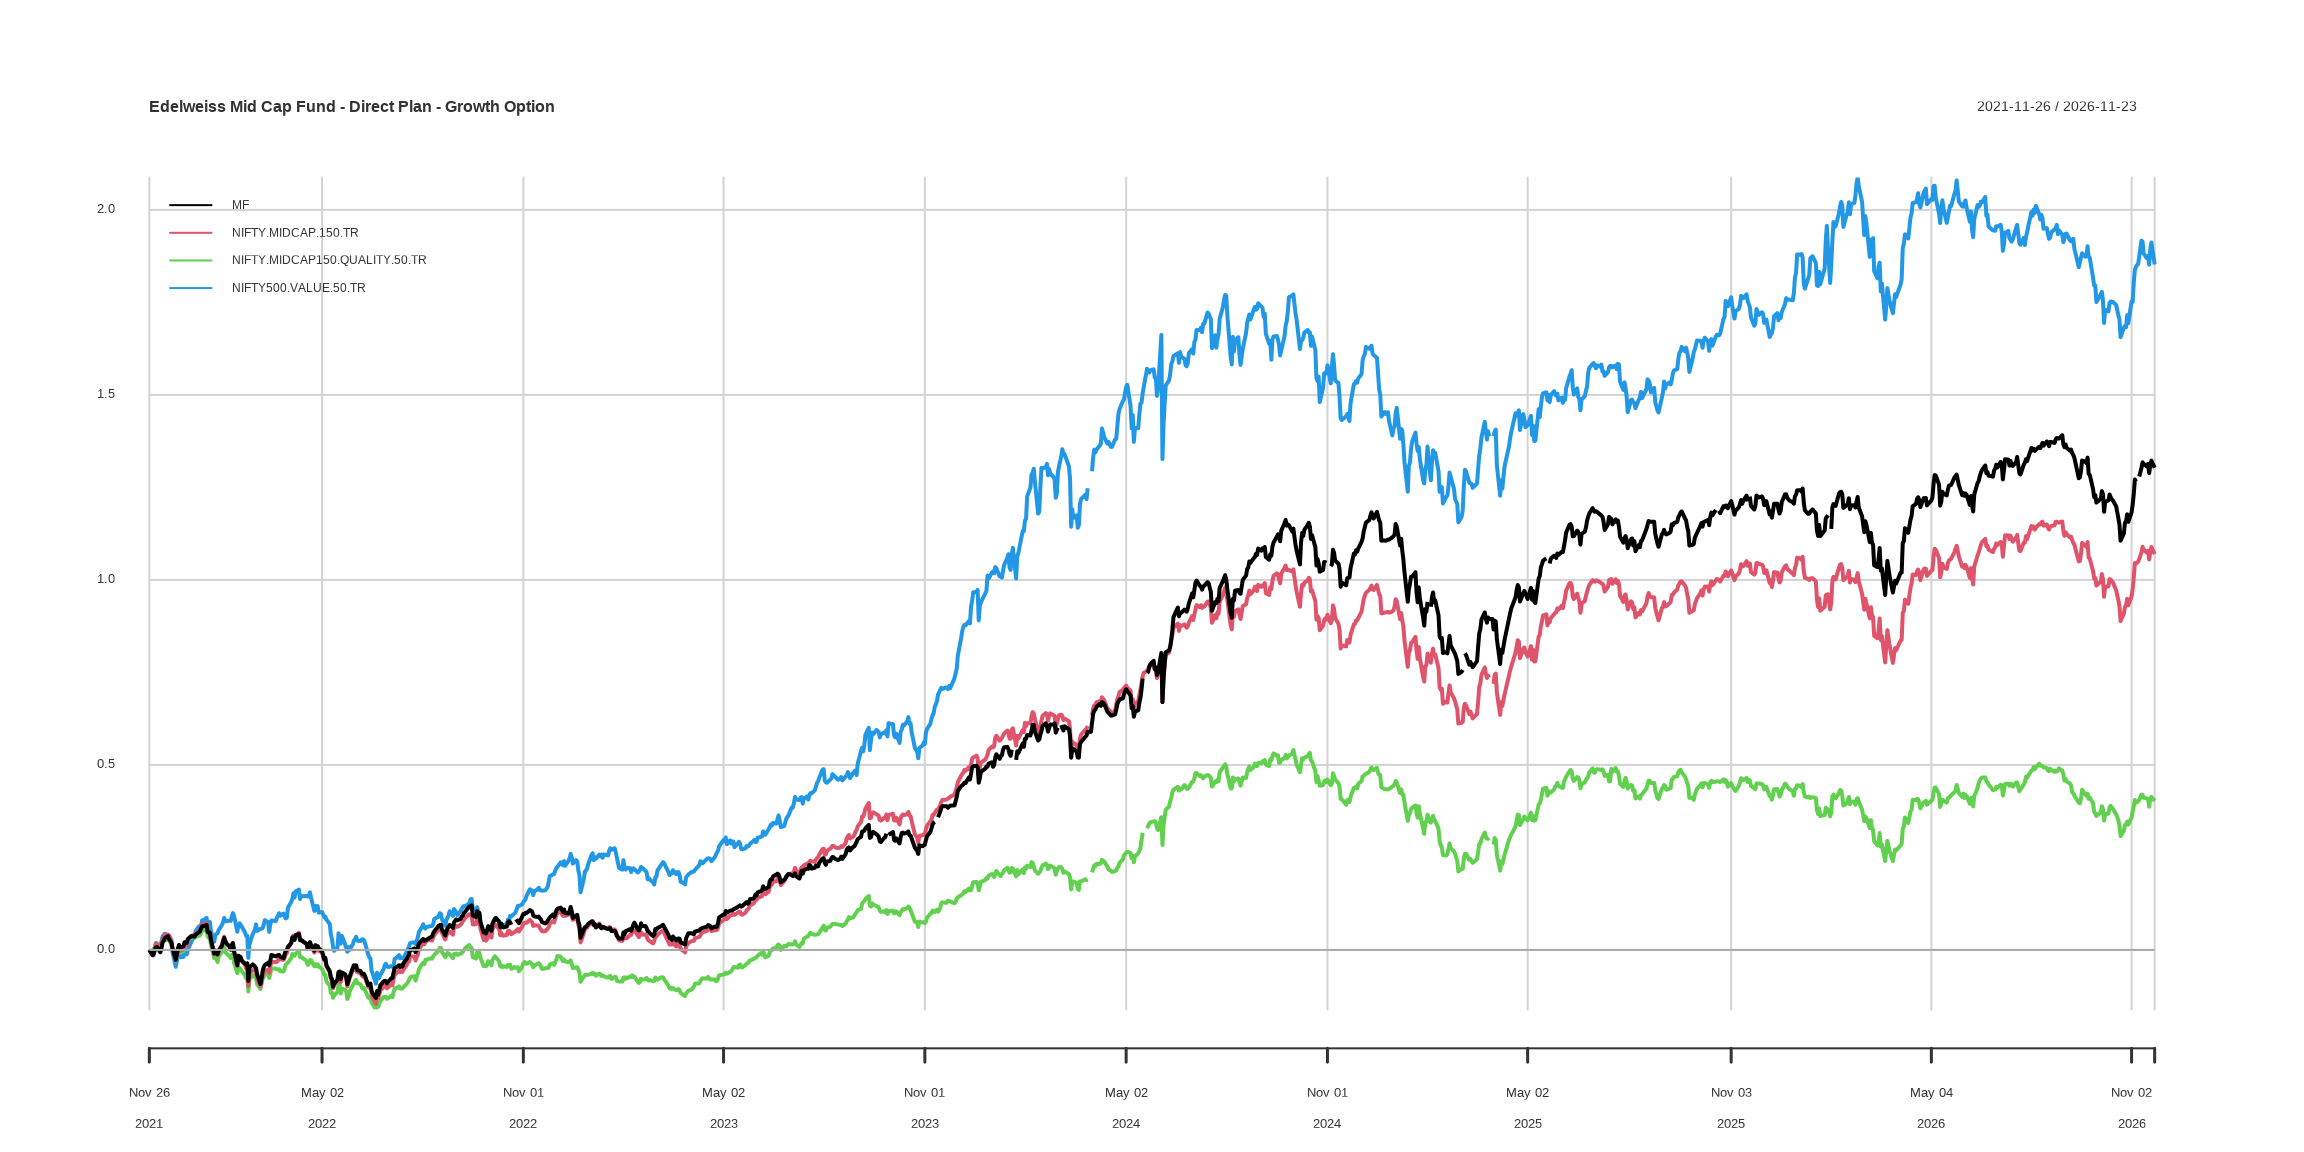 Edelweiss Mid Cap Fund - Direct Plan - Growth Option
2021-11-26 / 2026-11-23
MF
NIFTY.MIDCAP.150.TR
NIFTY.MIDCAP150.QUALITY.50.TR
NIFTY500.VALUE.50.TR
2.0
1.5
1.0
0.5
0.0
Nov 26 May 02 Nov 01 May 02 Nov 01 May 02 Nov 01 May 02 Nov 03 May 04 Nov 02
2021 2022 2022 2023 2023 2024 2024 2025 2025 2026 2026